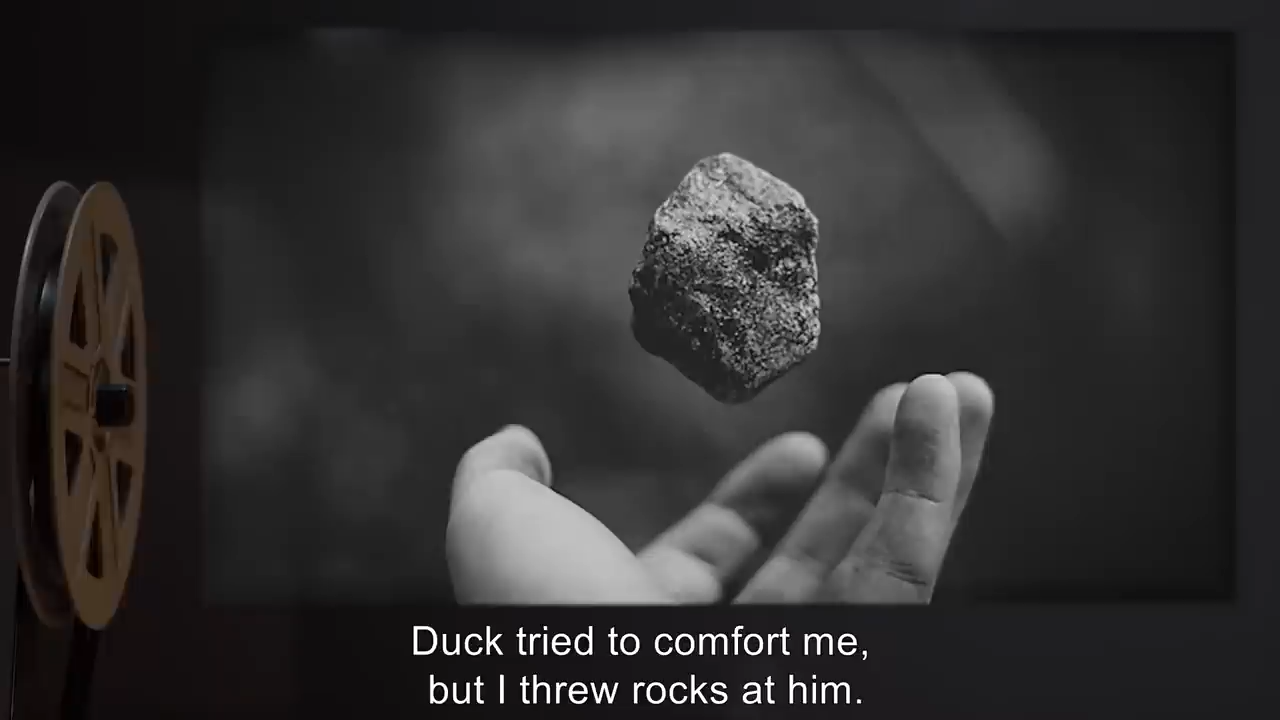 Duck tried to comfort me,
but I threw rocks at him.